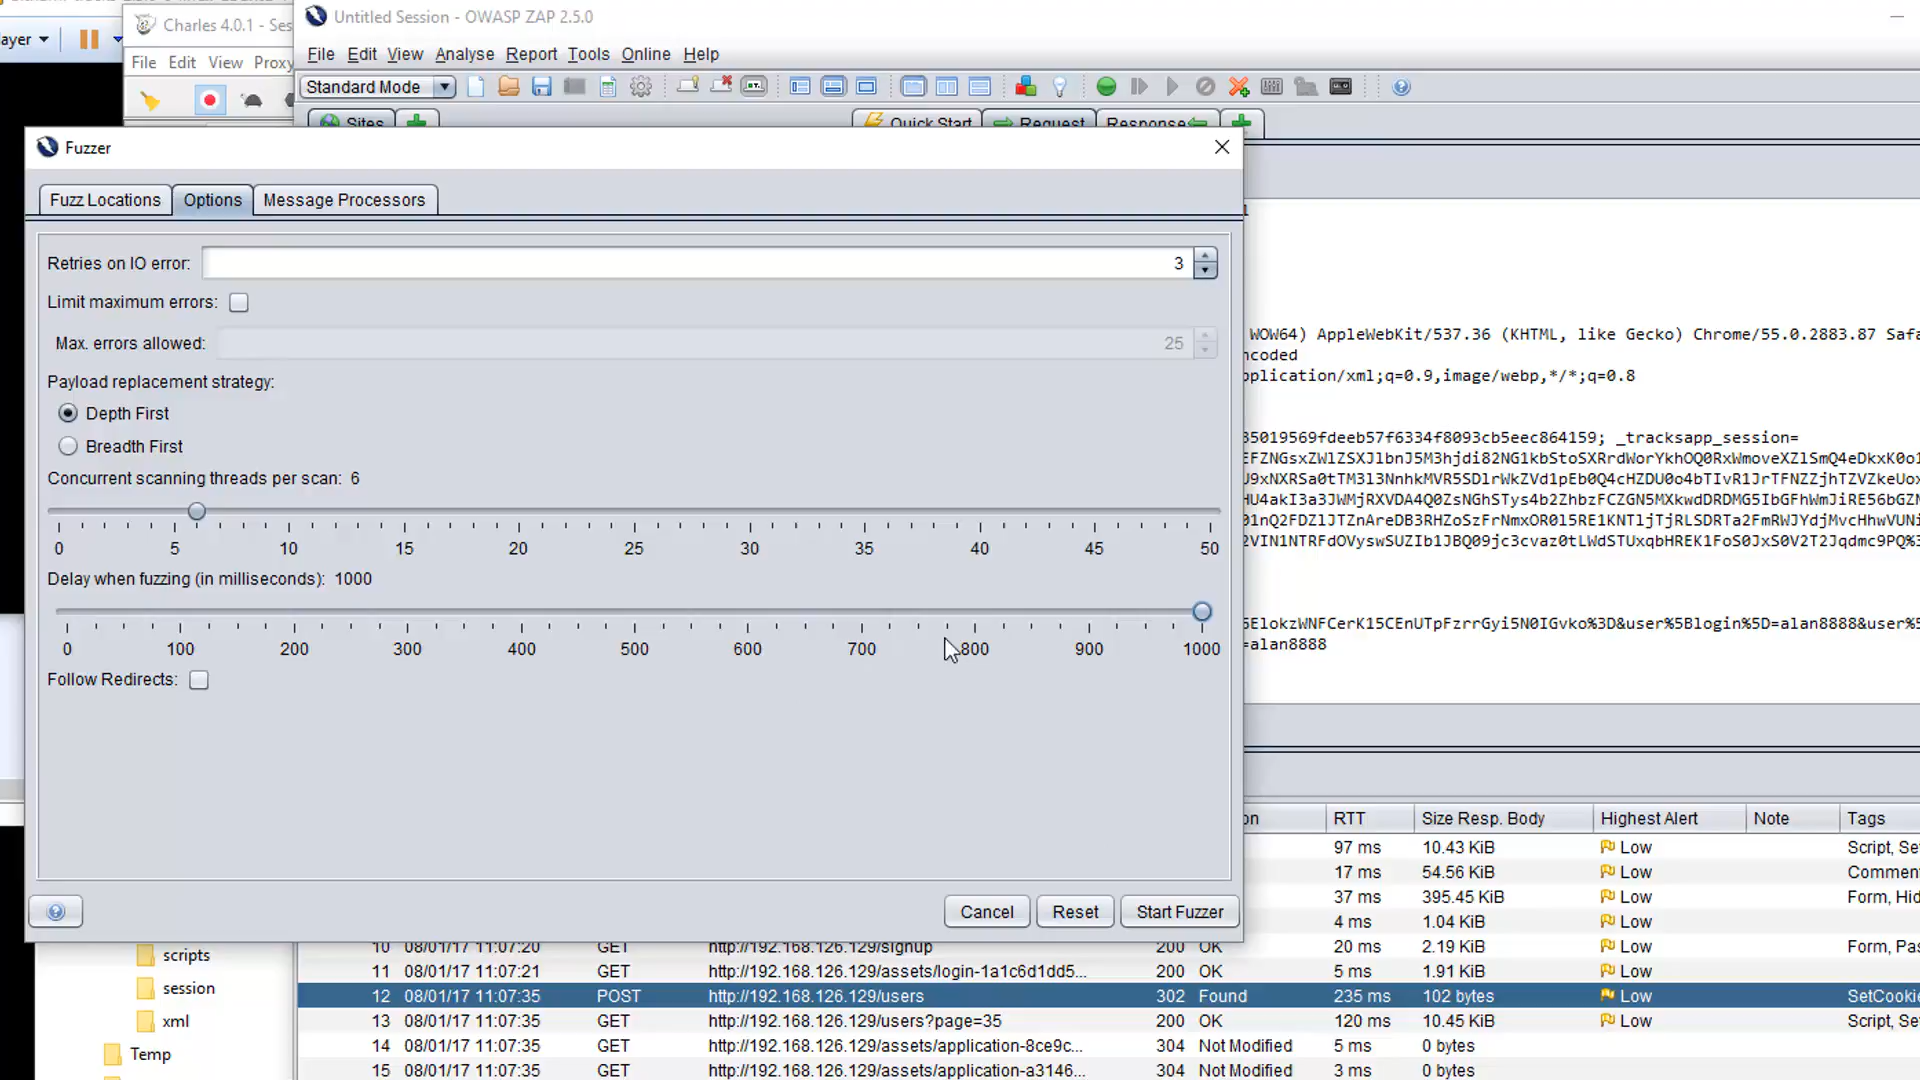 ayer
Charles 4.0.1 - Ses
File Edit View Proxy
Untitled Session - OWASP ZAP 2.5.0
File Edit View Analyse Report Tools Online Help
Standard Mode
Sites
Quick Start
Request
Response
Fuzzer
Fuzz Locations
Options
Message Processors
Retries on IO error: 3
Limit maximum errors:
Max. errors allowed: 25
Payload replacement strategy:
Depth First
Breadth First
Concurrent scanning threads per scan: 6
0 5 10 15 20 25 30 35 40 45 50
Delay when fuzzing (in milliseconds): 1000
0 100 200 300 400 500 600 700 800 900 1000
Follow Redirects:
Cancel
Reset
Start Fuzzer
WOW64) AppleWebKit/537.36 (KHTML, like Gecko) Chrome/55.0.2883.87 Safa
ncoded
plication/xml;q=0.9,image/webp,*/*;q=0.8
35019569fdeeb57f6334f8093cb5eec864159; _tracksapp_session=
=alan8888
on RTT Size Resp. Body Highest Alert Note Tags
97 ms 10.43 KiB Low Script, Se
17 ms 54.56 KiB Low Commen
37 ms 395.45 KiB Low Form, Hid
4 ms 1.04 KiB Low
10 08/01/17 11:07:20 GET http://192.168.126.129/signup 200 OK 20 ms 2.19 KiB Low Form, Pas
11 08/01/17 11:07:21 GET http://192.168.126.129/assets/login-1a1c6d1dd5... 200 OK 5 ms 1.91 KiB Low
12 08/01/17 11:07:35 POST http://192.168.126.129/users 302 Found 235 ms 102 bytes Low SetCookie
13 08/01/17 11:07:35 GET http://192.168.126.129/users?page=35 200 OK 120 ms 10.45 KiB Low Script, Se
14 08/01/17 11:07:35 GET http://192.168.126.129/assets/application-8ce9c... 304 Not Modified 5 ms 0 bytes
15 08/01/17 11:07:35 GET http://192.168.126.129/assets/application-a3146... 304 Not Modified 3 ms 0 bytes
scripts
session
xml
Temp